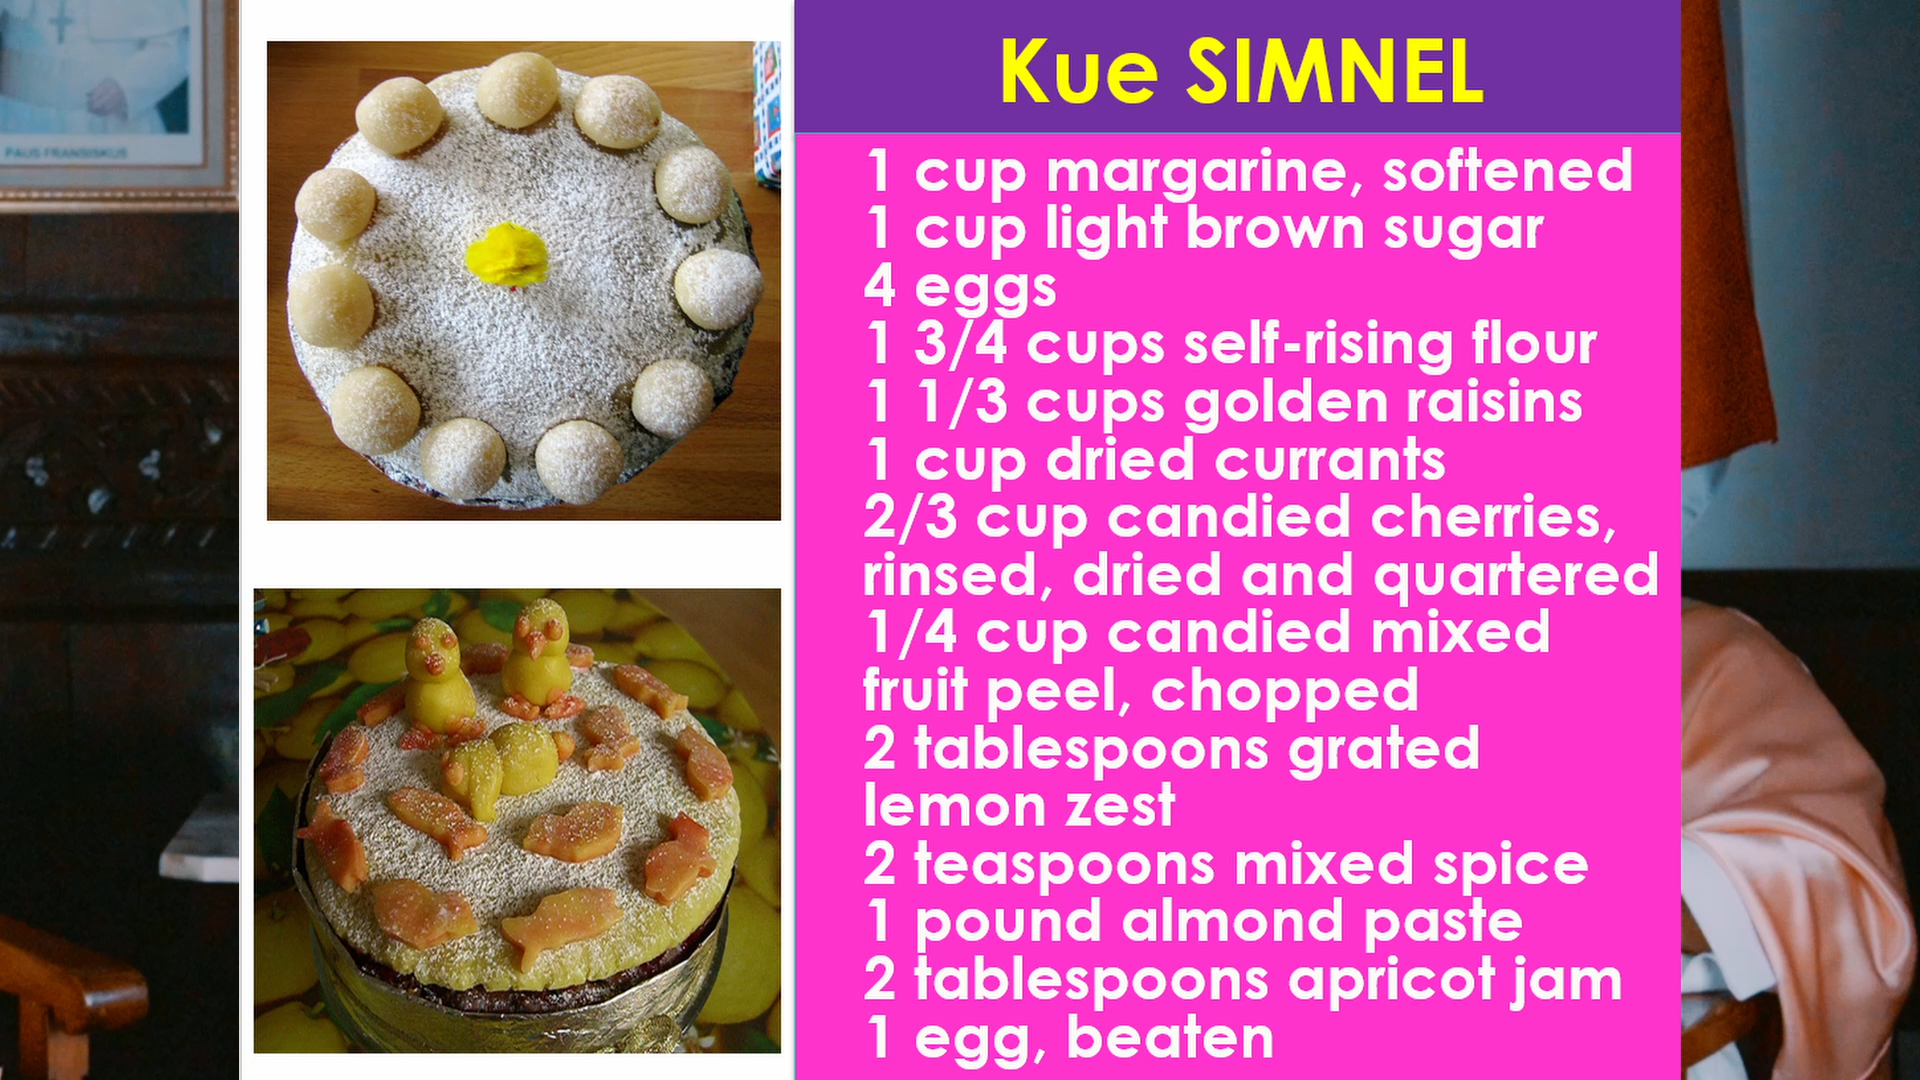 PAUS FRANSISKUS
Kue SIMNEL
1 cup margarine, softened
1 cup light brown sugar
4 eggs
1 3/4 cups self-rising flour
1 1/3 cups golden raisins
1 cup dried currants
2/3 cup candied cherries,
rinsed, dried and quartered
1/4 cup candied mixed
fruit peel, chopped
2 tablespoons grated
lemon zest
2 teaspoons mixed spice
1 pound almond paste
2 tablespoons apricot jam
1 egg, beaten